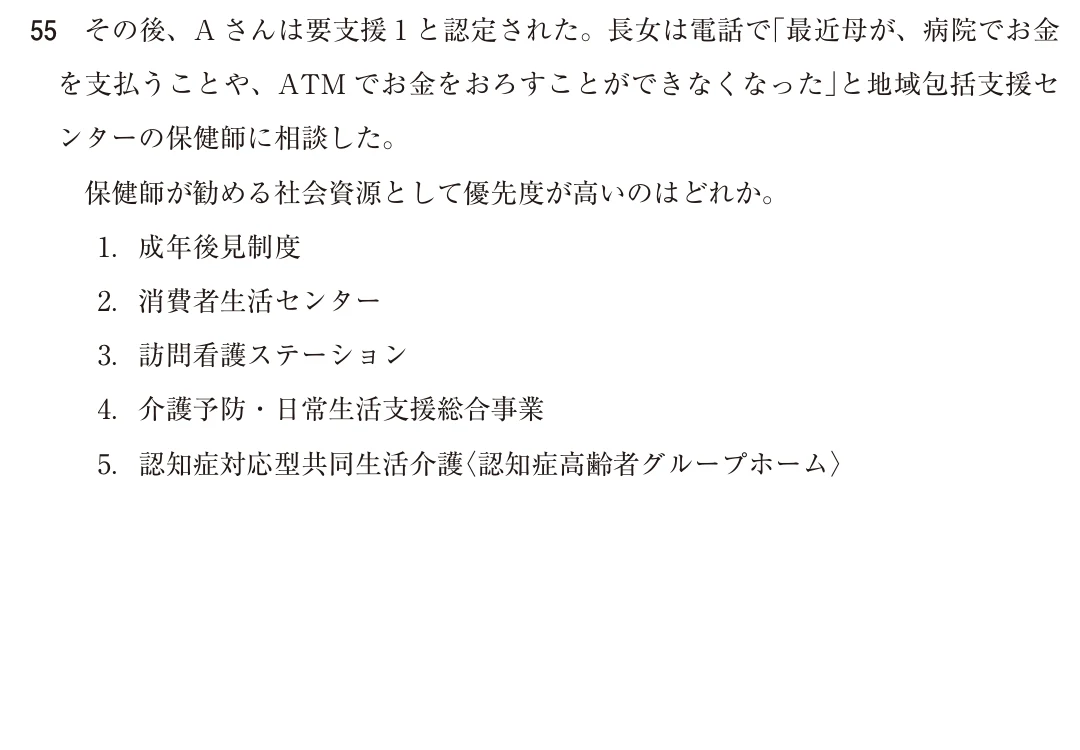 55 その後、Aさんは要支援1と認定された。長女は電話で「最近母が、病院でお金
を支払うことや、ATMでお金をおろすことができなくなった」と地域包括支援セ
ンターの保健師に相談した。
保健師が勧める社会資源として優先度が高いのはどれか。
1. 成年後見制度
2. 消費者生活センター
3. 訪問看護ステーション
4. 介護予防・日常生活支援総合事業
5. 認知症対応型共同生活介護〈認知症高齢者グループホーム〉